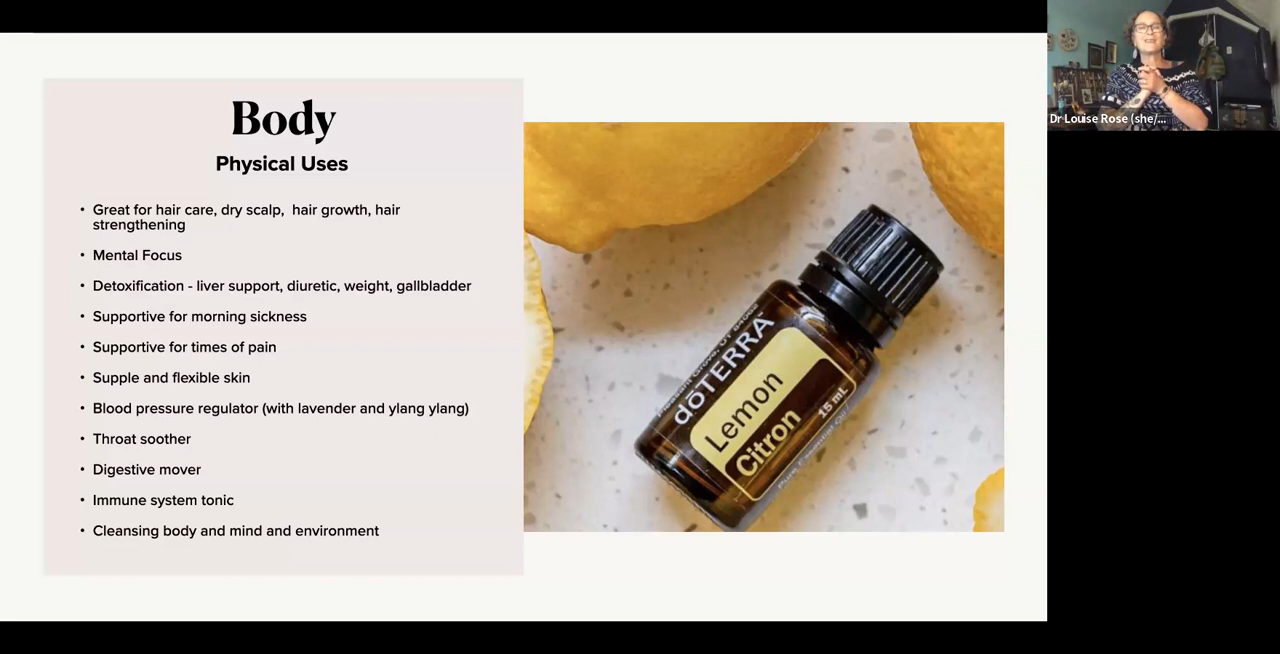 Body
Physical Uses
• Great for hair care, dry scalp,  hair growth, hair
strengthening
• Mental Focus
• Detoxification - liver support, diuretic, weight, gallbladder
• Supportive for morning sickness
• Supportive for times of pain
• Supple and flexible skin
• Blood pressure regulator (with lavender and ylang ylang)
• Throat soother
• Digestive mover
• Immune system tonic
• Cleansing body and mind and environment
dōTERRA
Lemon
Citron
15 mL
Dr Louise Rose (she/...